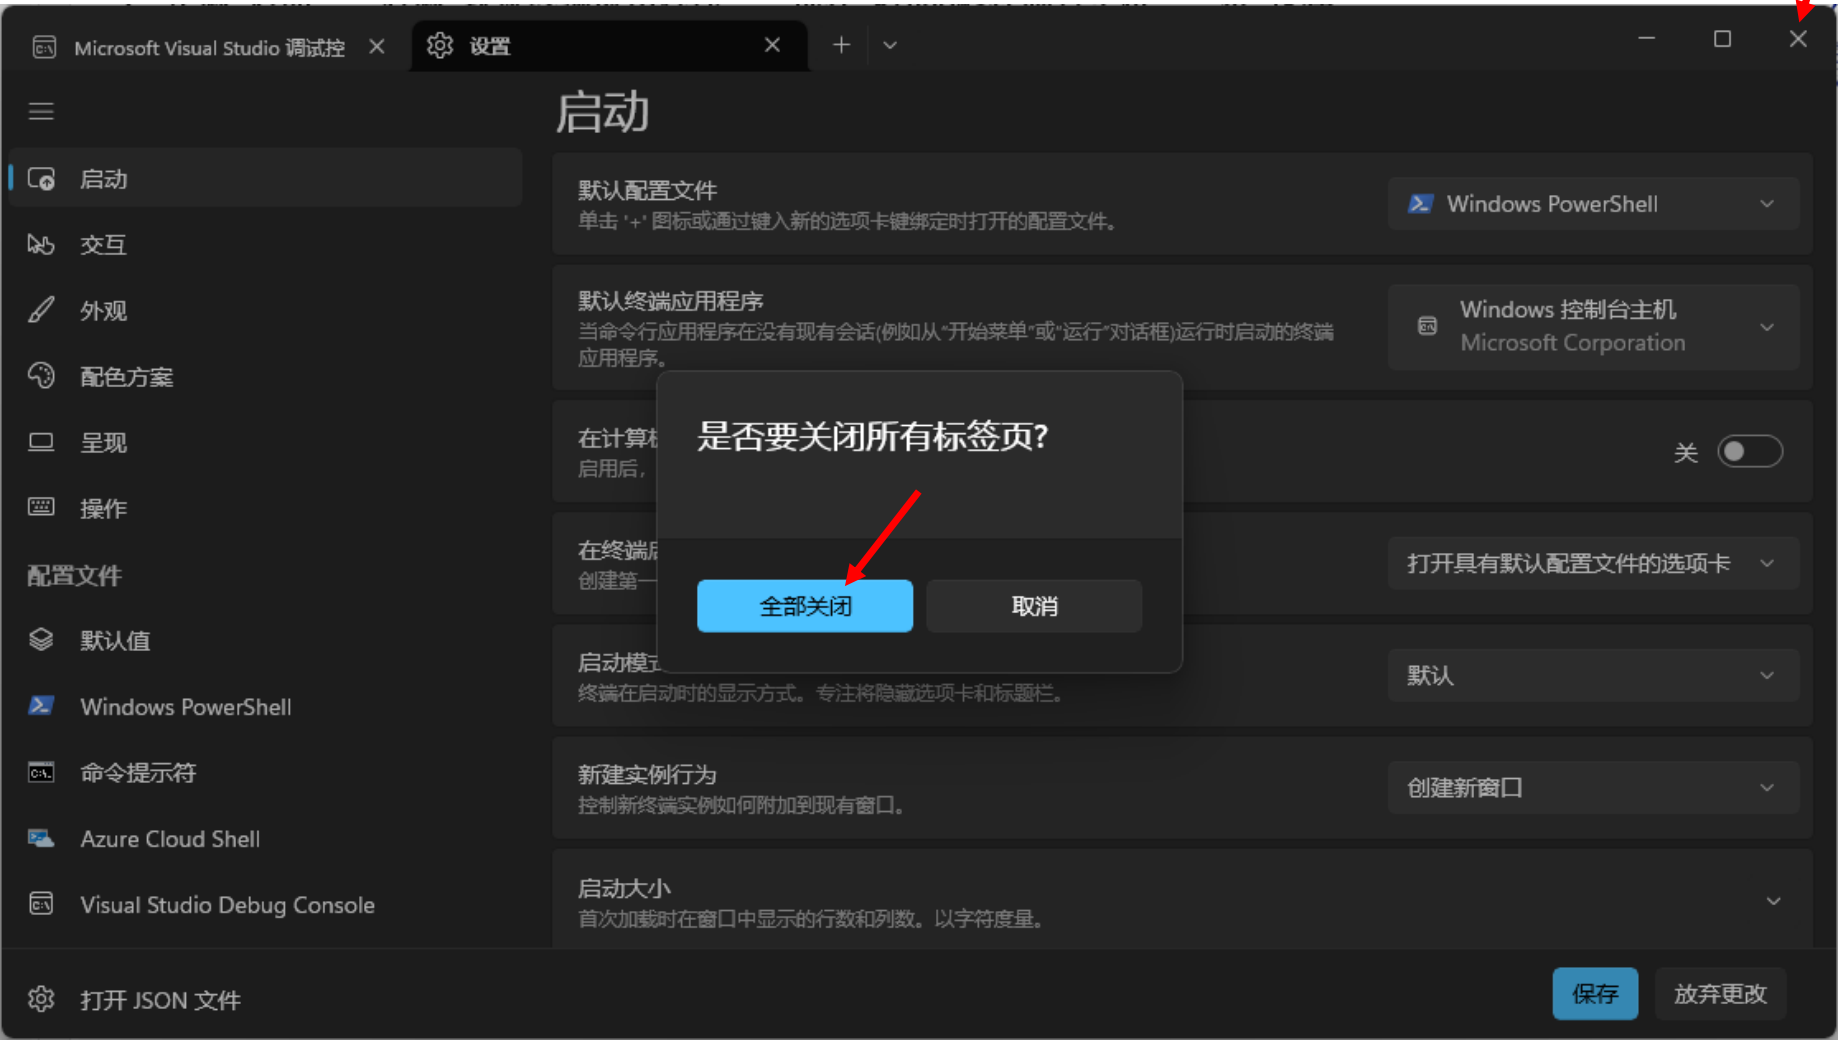 Microsoft Visual Studio 调试控
设置
启动
启动
交互
外观
配色方案
呈现
操作
配置文件
默认值
Windows PowerShell
命令提示符
Azure Cloud Shell
Visual Studio Debug Console
打开 JSON 文件
默认配置文件
单击 '+' 图标或通过键入新的选项卡键绑定时打开的配置文件。
Windows PowerShell
默认终端应用程序
当命令行应用程序在没有现有会话(例如从“开始菜单”或“运行”对话框)运行时启动的终端
应用程序。
Windows 控制台主机
Microsoft Corporation
在计算
启用后，
关
是否要关闭所有标签页?
全部关闭
取消
在终端
创建第一
打开具有默认配置文件的选项卡
启动模式
终端在启动时的显示方式。专注将隐藏选项卡和标题栏。
默认
新建实例行为
控制新终端实例如何附加到现有窗口。
创建新窗口
启动大小
首次加载时在窗口中显示的行数和列数。以字符度量。
保存
放弃更改